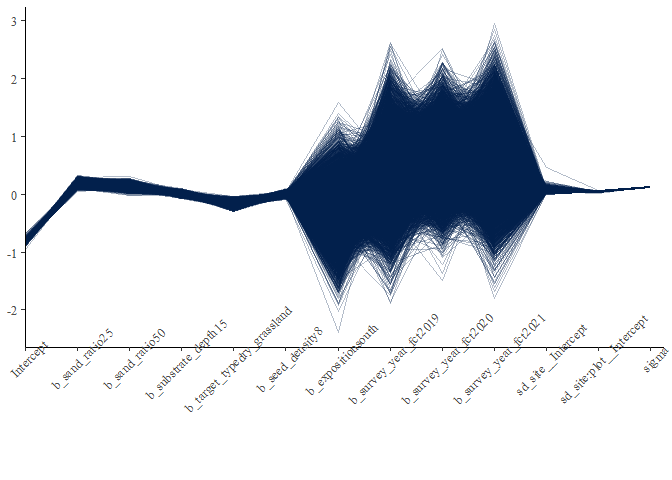 3
2
1
0
-1
-2
Intercept
b_sand_ratio25
b_sand_ratio50
b_substrate_depth15
b_target_typedry_grassland
b_seed_density8
b_expositionsouth
b_survey_year_fct2019
b_survey_year_fct2020
b_survey_year_fct2021
sd_site__Intercept
sd_site:plot__Intercept
sigma